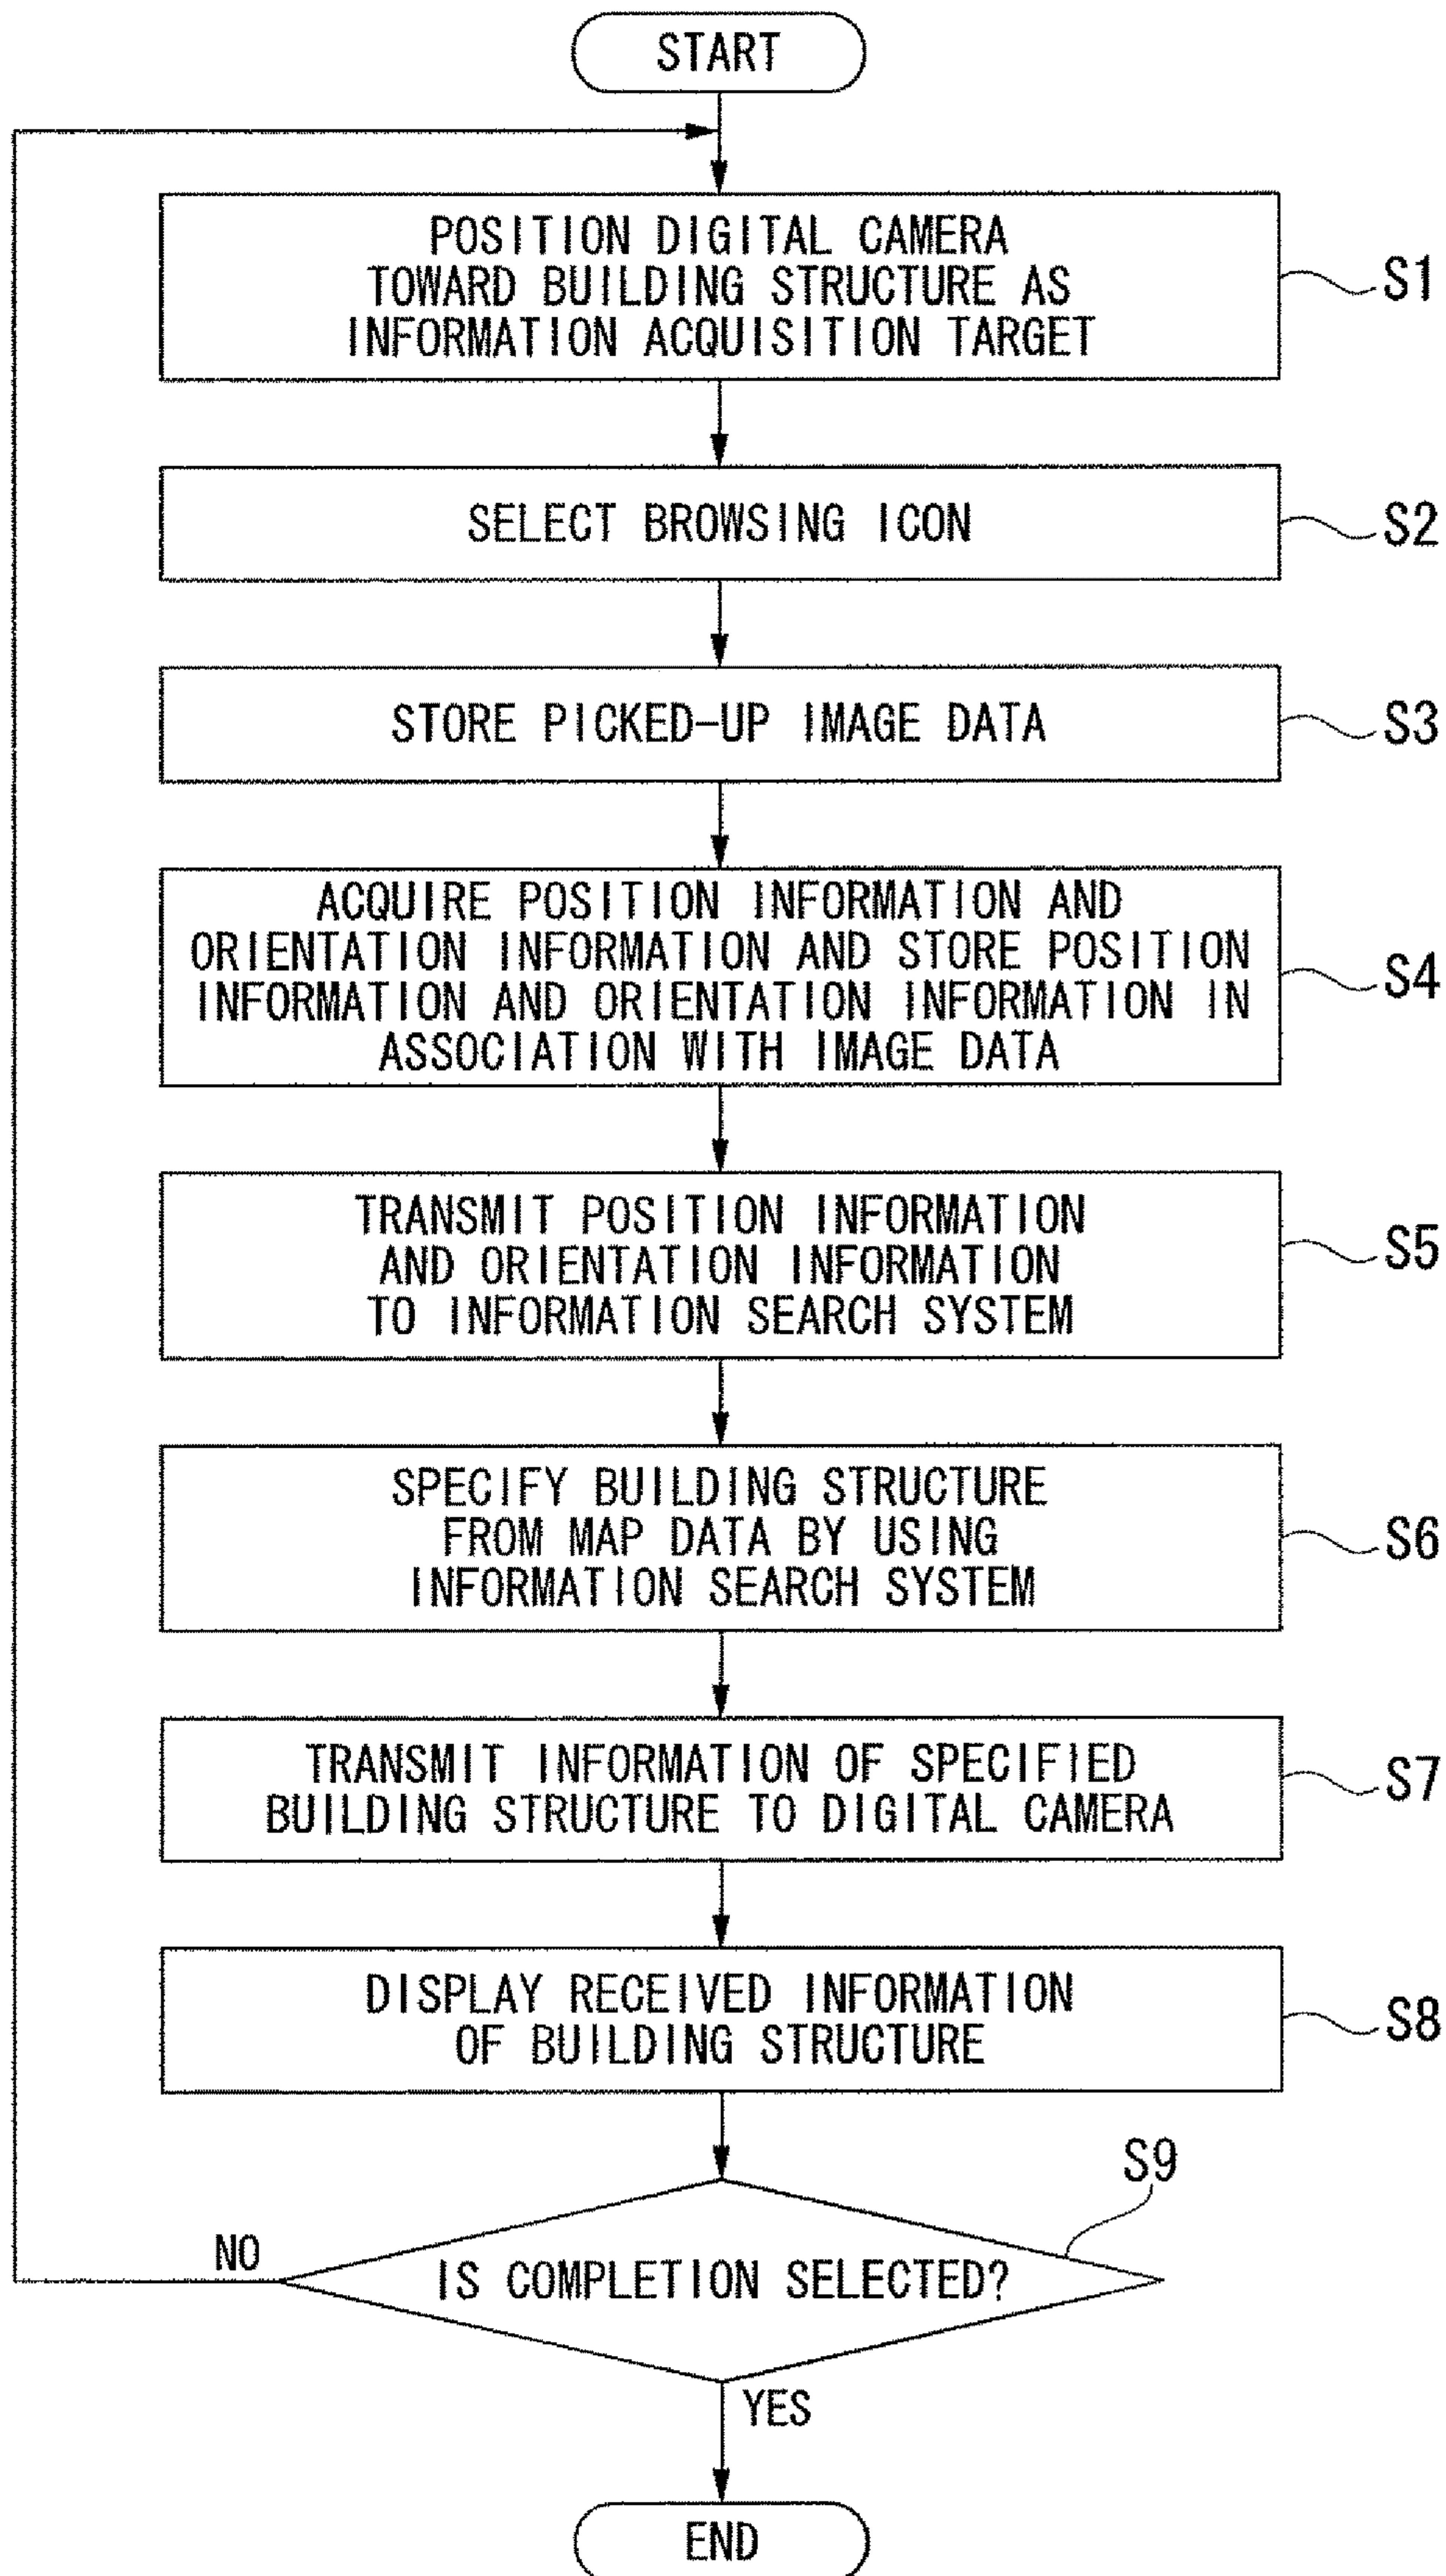 START
POSITION DIGITAL CAMERA
TOWARD BUILDING STRUCTURE AS
INFORMATION ACQUISITION TARGET
S1
SELECT BROWSING ICON
S2
STORE PICKED-UP IMAGE DATA
S3
ACQUIRE POSITION INFORMATION AND
ORIENTATION INFORMATION AND STORE POSITION
INFORMATION AND ORIENTATION INFORMATION IN
ASSOCIATION WITH IMAGE DATA
S4
TRANSMIT POSITION INFORMATION
AND ORIENTATION INFORMATION
TO INFORMATION SEARCH SYSTEM
S5
SPECIFY BUILDING STRUCTURE
FROM MAP DATA BY USING
INFORMATION SEARCH SYSTEM
S6
TRANSMIT INFORMATION OF SPECIFIED
BUILDING STRUCTURE TO DIGITAL CAMERA
S7
DISPLAY RECEIVED INFORMATION
OF BUILDING STRUCTURE
S8
S9
NO
IS COMPLETION SELECTED?
YES
END